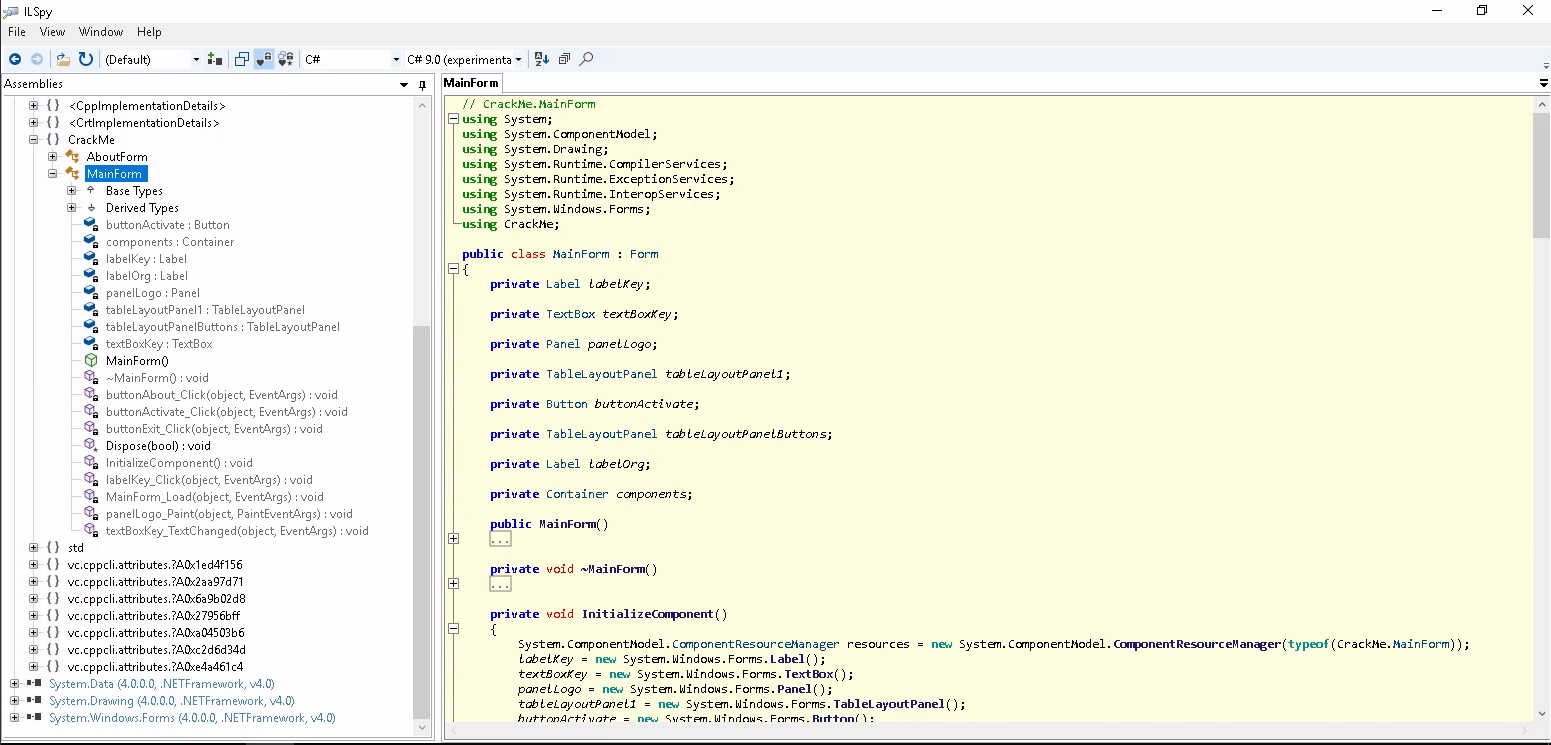 ILSpy
File View Window Help
(Default) C# C# 9.0 (experimenta
Assemblies
<CppImplementationDetails>
<CrtImplementationDetails>
CrackMe
AboutForm
MainForm
Base Types
Derived Types
buttonActivate : Button
components : Container
labelKey : Label
labelOrg : Label
panelLogo : Panel
tableLayoutPanel1 : TableLayoutPanel
tableLayoutPanelButtons : TableLayoutPanel
textBoxKey : TextBox
MainForm()
~MainForm() : void
buttonAbout_Click(object, EventArgs) : void
buttonActivate_Click(object, EventArgs) : void
buttonExit_Click(object, EventArgs) : void
Dispose(bool) : void
InitializeComponent() : void
labelKey_Click(object, EventArgs) : void
MainForm_Load(object, EventArgs) : void
panelLogo_Paint(object, PaintEventArgs) : void
textBoxKey_TextChanged(object, EventArgs) : void
std
vc.cppcli.attributes.?A0x1ed4f156
vc.cppcli.attributes.?A0x2aa97d71
vc.cppcli.attributes.?A0x6a9b02d8
vc.cppcli.attributes.?A0x27956bff
vc.cppcli.attributes.?A0xa04503b6
vc.cppcli.attributes.?A0xc2d6d34d
vc.cppcli.attributes.?A0xe4a461c4
System.Data (4.0.0.0, .NETFramework, v4.0)
System.Drawing (4.0.0.0, .NETFramework, v4.0)
System.Windows.Forms (4.0.0.0, .NETFramework, v4.0)
MainForm
// CrackMe.MainForm
using System;
using System.ComponentModel;
using System.Drawing;
using System.Runtime.CompilerServices;
using System.Runtime.ExceptionServices;
using System.Runtime.InteropServices;
using System.Windows.Forms;
using CrackMe;
public class MainForm : Form
{
private Label labelKey;
private TextBox textBoxKey;
private Panel panelLogo;
private TableLayoutPanel tableLayoutPanel1;
private Button buttonActivate;
private TableLayoutPanel tableLayoutPanelButtons;
private Label labelOrg;
private Container components;
public MainForm()
...
private void ~MainForm()
...
private void InitializeComponent()
{
System.ComponentModel.ComponentResourceManager resources = new System.ComponentModel.ComponentResourceManager(typeof(CrackMe.MainForm));
labelKey = new System.Windows.Forms.Label();
textBoxKey = new System.Windows.Forms.TextBox();
panelLogo = new System.Windows.Forms.Panel();
tableLayoutPanel1 = new System.Windows.Forms.TableLayoutPanel();
buttonActivate = new System.Windows.Forms.Button();